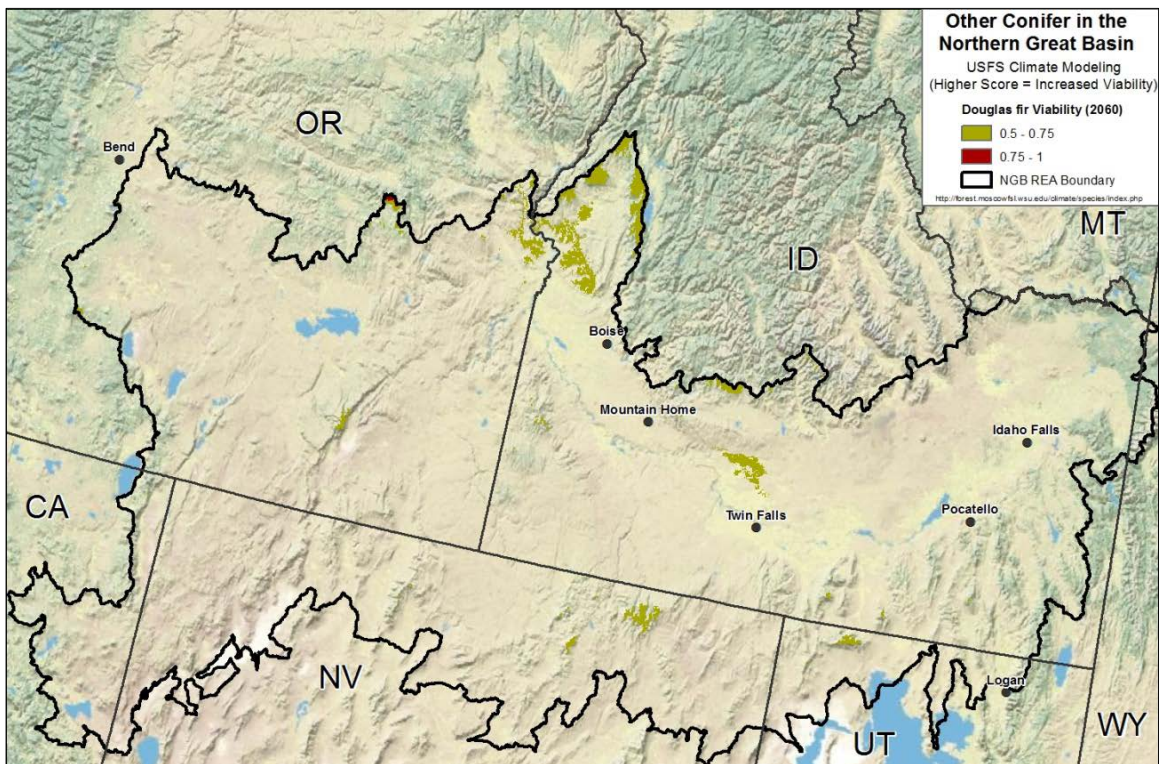 Other Conifer in the
Northern Great Basin
USFS Climate Modeling
(Higher Score = Increased Viability)
Douglas fir Viability (2060)
0.5 - 0.75
0.75 - 1
NGB REA Boundary
http://forest.moscowfsl.wsu.edu/climate/species/index.php
OR
Bend
MT
ID
Boise
Mountain Home
Idaho Falls
CA
Twin Falls
Pocatello
NV
Logan
WY
UT